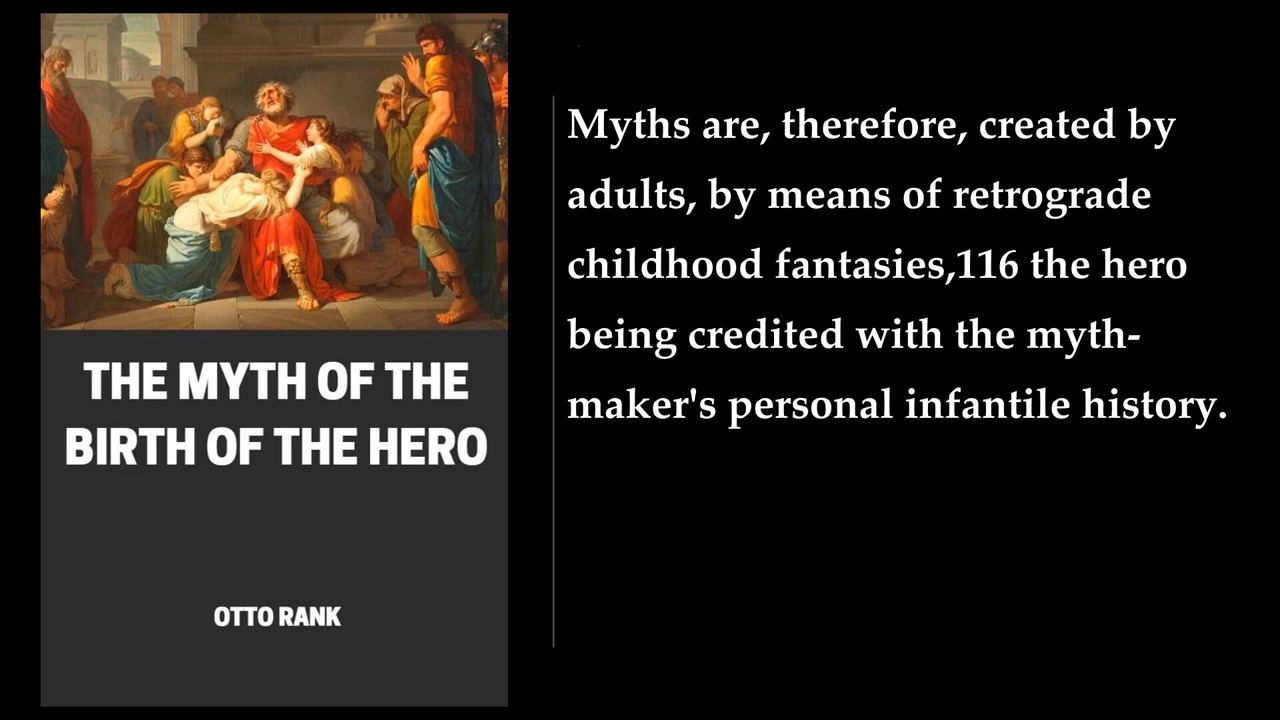 THE MYTH OF THE
BIRTH OF THE HERO
OTTO RANK
Myths are, therefore, created by
adults, by means of retrograde
childhood fantasies,116 the hero
being credited with the myth-
maker's personal infantile history.